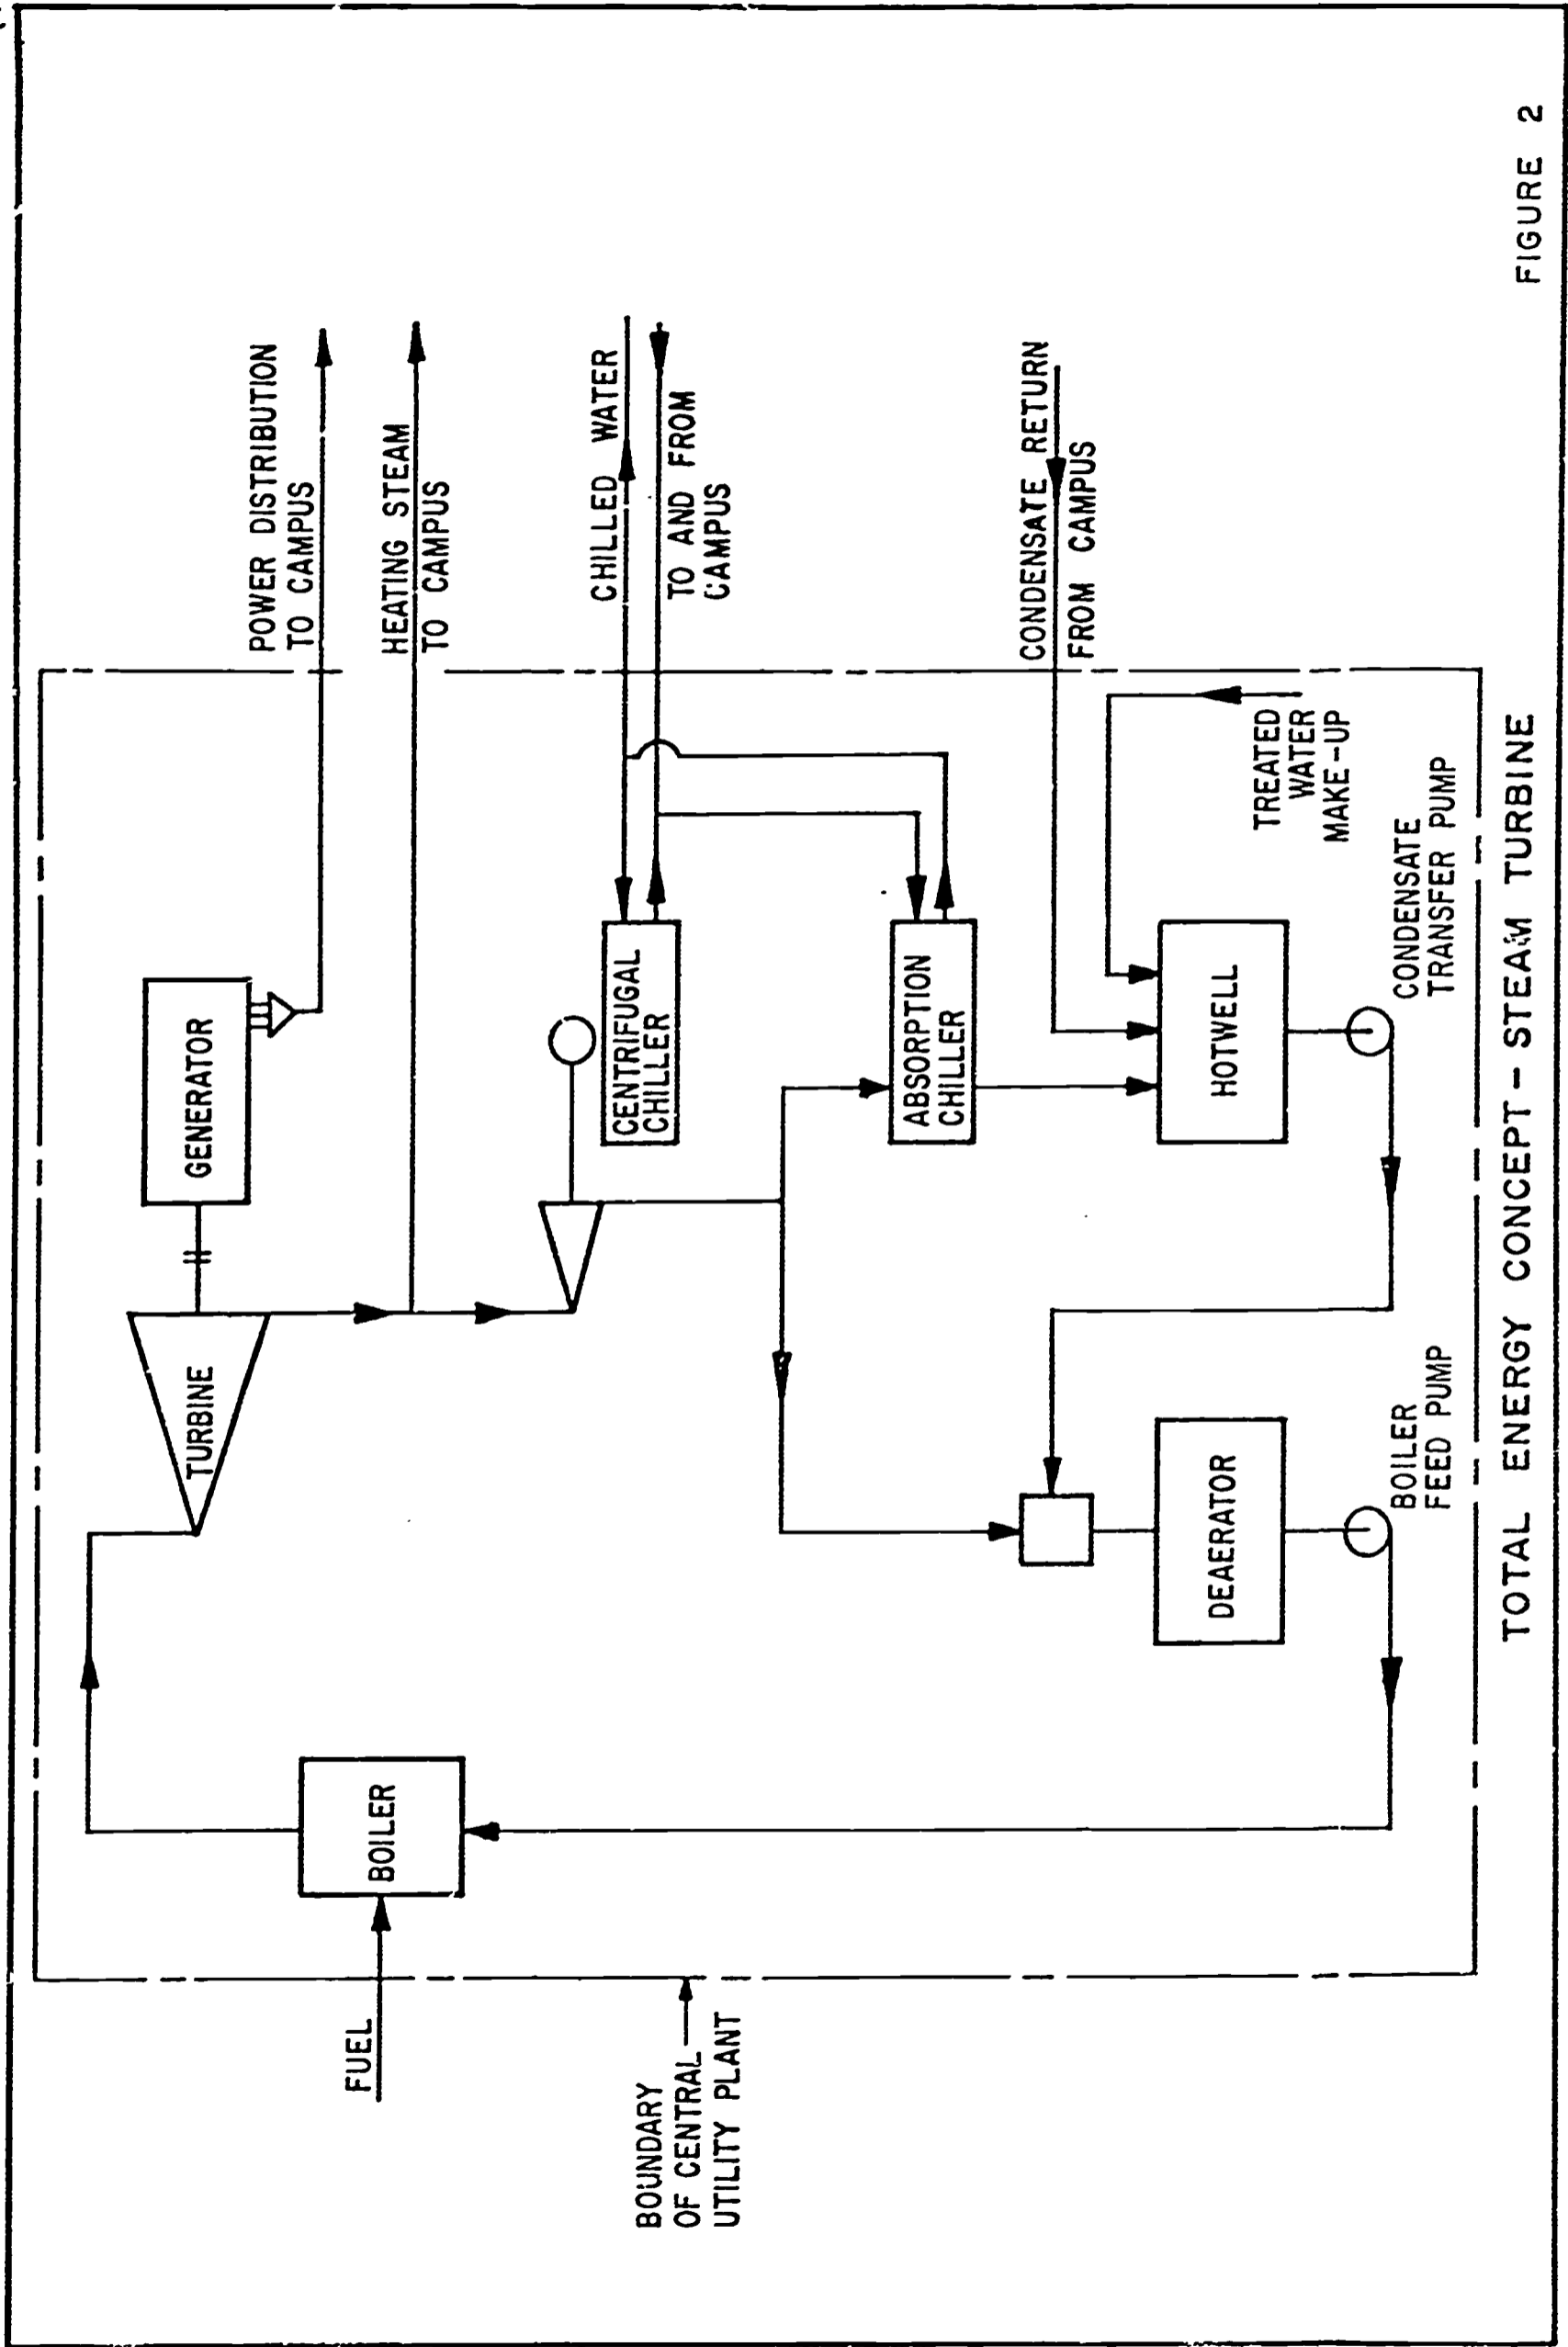 POWER DISTRIBUTION
TO CAMPUS
HEATING STEAM
TO CAMPUS
CHILLED WATER
TO AND FROM
CAMPUS
CONDENSATE RETURN
FROM CAMPUS
TREATED
WATER
MAKE-UP
CONDENSATE
TRANSFER PUMP
GENERATOR
TURBINE
CENTRIFUGAL
CHILLER
ABSORPTION
CHILLER
HOTWELL
DEAERATOR
BOILER
FEED PUMP
BOILER
FUEL
BOUNDARY
OF CENTRAL
UTILITY PLANT
TOTAL ENERGY CONCEPT - STEAM TURBINE
FIGURE 2